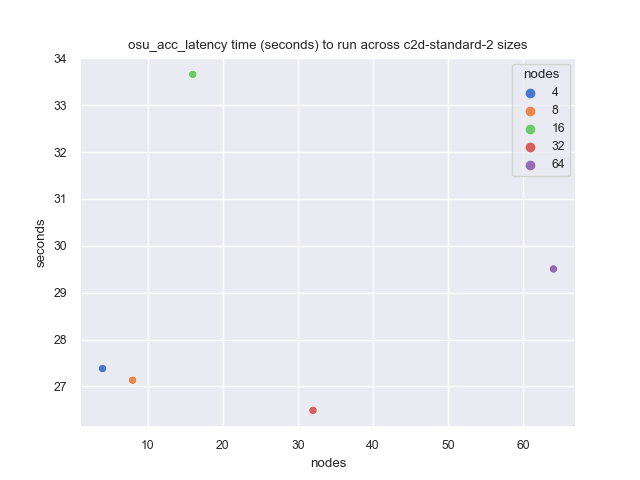 osu_acc_latency time (seconds) to run across c2d-standard-2 sizes
34
33
32
31
30
29
28
27
seconds
10 20 30 40 50 60
nodes
nodes
4
8
16
32
64